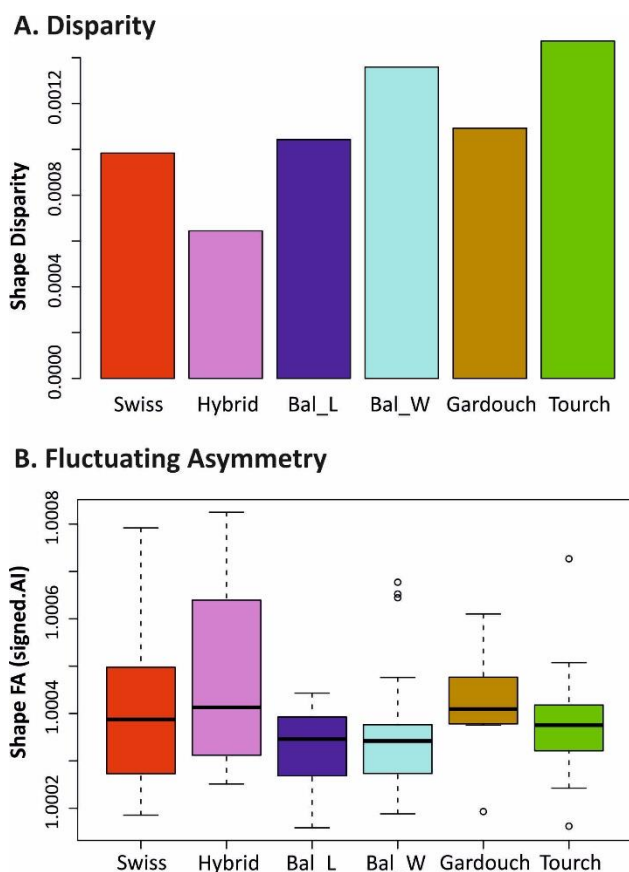 A. Disparity
Shape Disparity
0.0012
0.0008
0.0004
0.0000
Swiss Hybrid Bal_L Bal_W Gardouch Tourch
B. Fluctuating Asymmetry
Shape FA (signed.AI)
1.0008
1.0006
1.0004
1.0002
Swiss Hybrid Bal_L Bal_W Gardouch Tourch